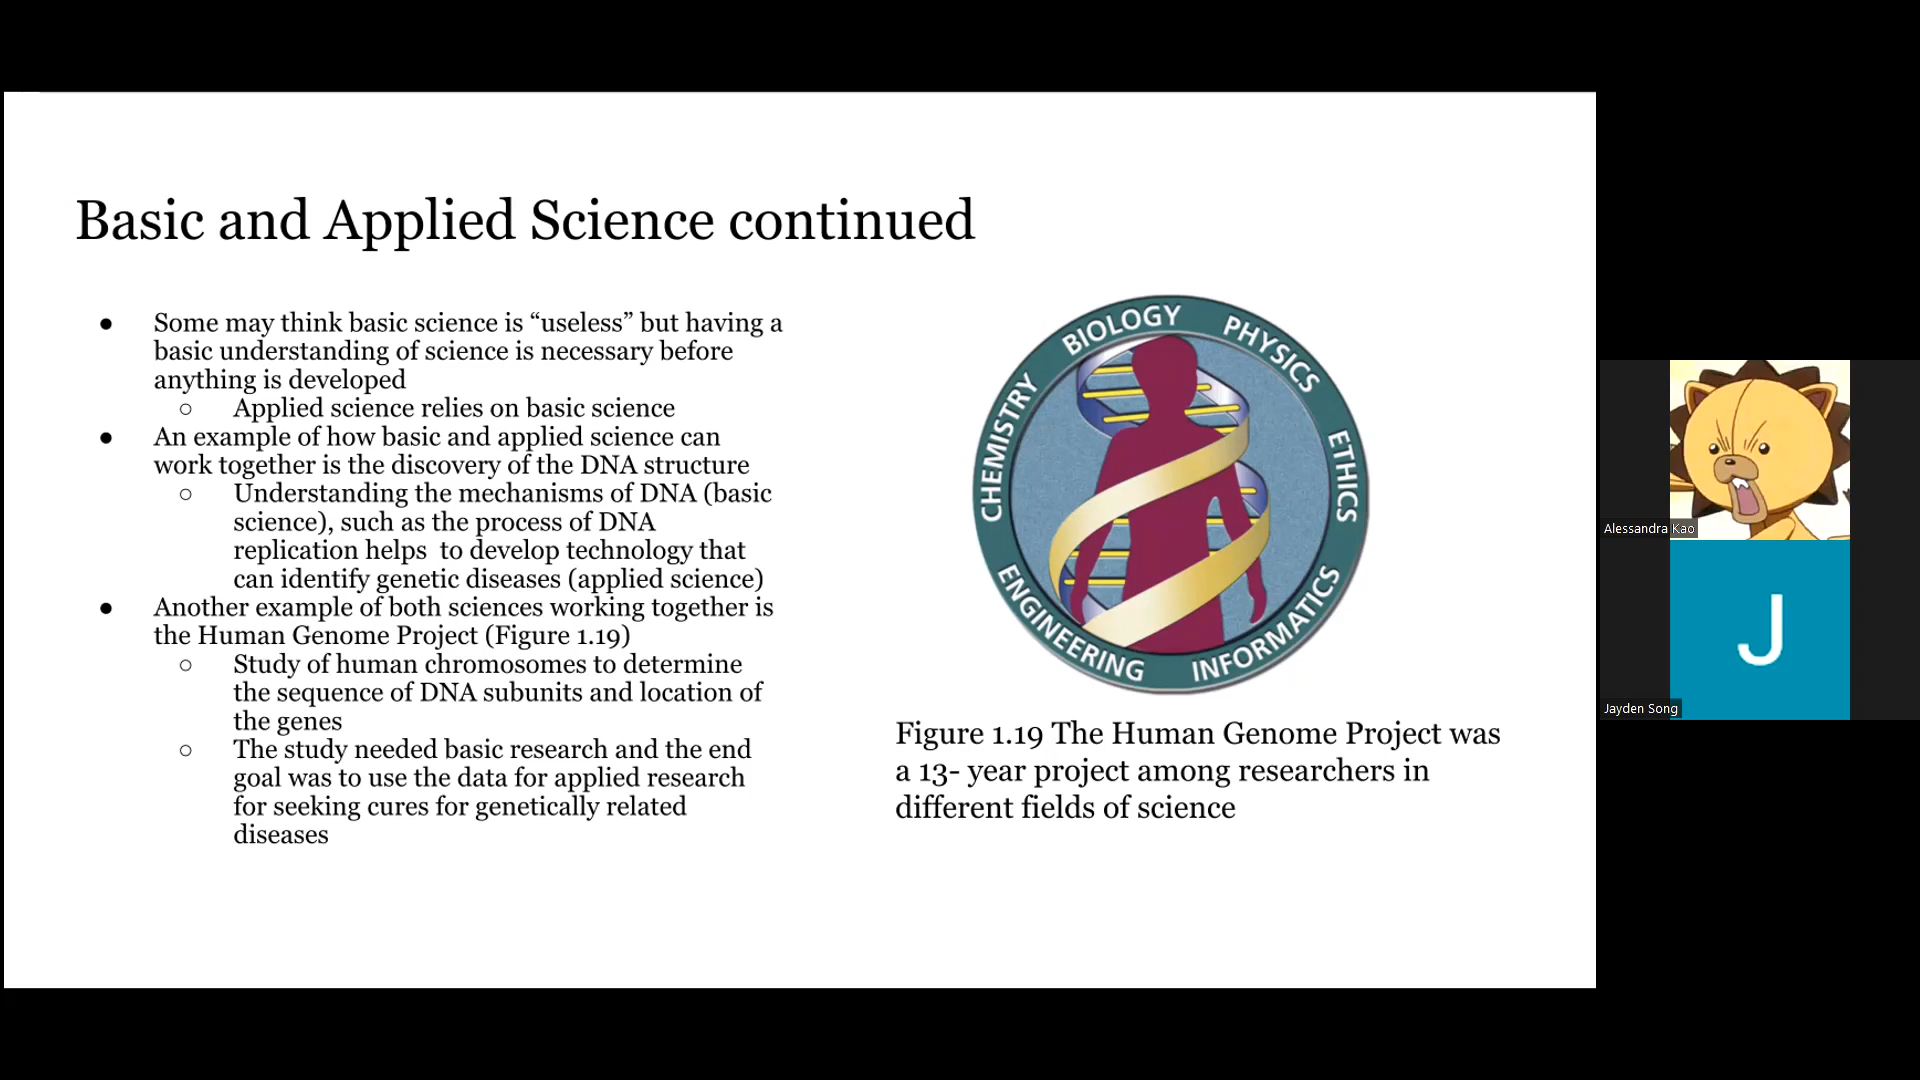 Basic and Applied Science continued
● Some may think basic science is “useless” but having a
basic understanding of science is necessary before
anything is developed
○ Applied science relies on basic science
● An example of how basic and applied science can
work together is the discovery of the DNA structure
○ Understanding the mechanisms of DNA (basic
science), such as the process of DNA
replication helps  to develop technology that
can identify genetic diseases (applied science)
● Another example of both sciences working together is
the Human Genome Project (Figure 1.19)
○ Study of human chromosomes to determine
the sequence of DNA subunits and location of
the genes
○ The study needed basic research and the end
goal was to use the data for applied research
for seeking cures for genetically related
diseases
CHEMISTRY
BIOLOGY
PHYSICS
ETHICS
INFORMATICS
ENGINEERING
Figure 1.19 The Human Genome Project was
a 13- year project among researchers in
different fields of science
Alessandra Kao
J
Jayden Song